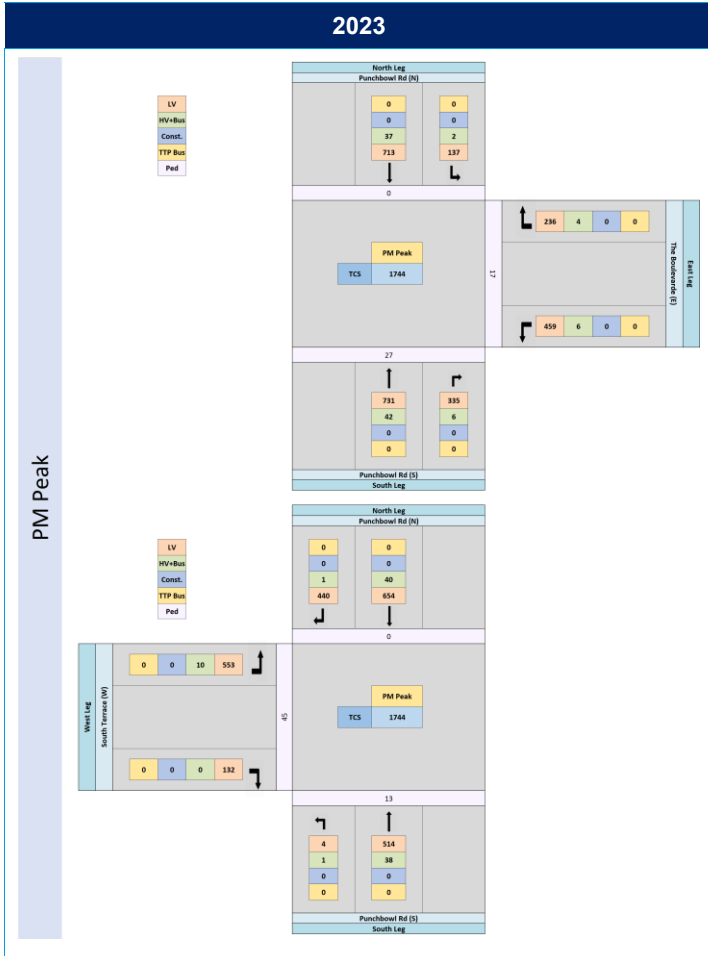 2023
PM Peak
North Leg
Punchbowl Rd (N)
LV
HV+Bus
Const.
TTP Bus
Ped
0 0
0 0
37 2
713 137
0
236 4 0 0
The Boulevarde (E)
East Leg
17
PM Peak
TCS 1744
459 6 0 0
27
731 335
42 6
0 0
0 0
Punchbowl Rd (S)
South Leg
North Leg
Punchbowl Rd (N)
LV
HV+Bus
Const.
TTP Bus
Ped
0 0
0 0
1 40
440 654
0
West Leg
South Terrace (W)
0 0 10 553
45
PM Peak
TCS 1744
0 0 0 132
13
4 514
1 38
0 0
0 0
Punchbowl Rd (S)
South Leg